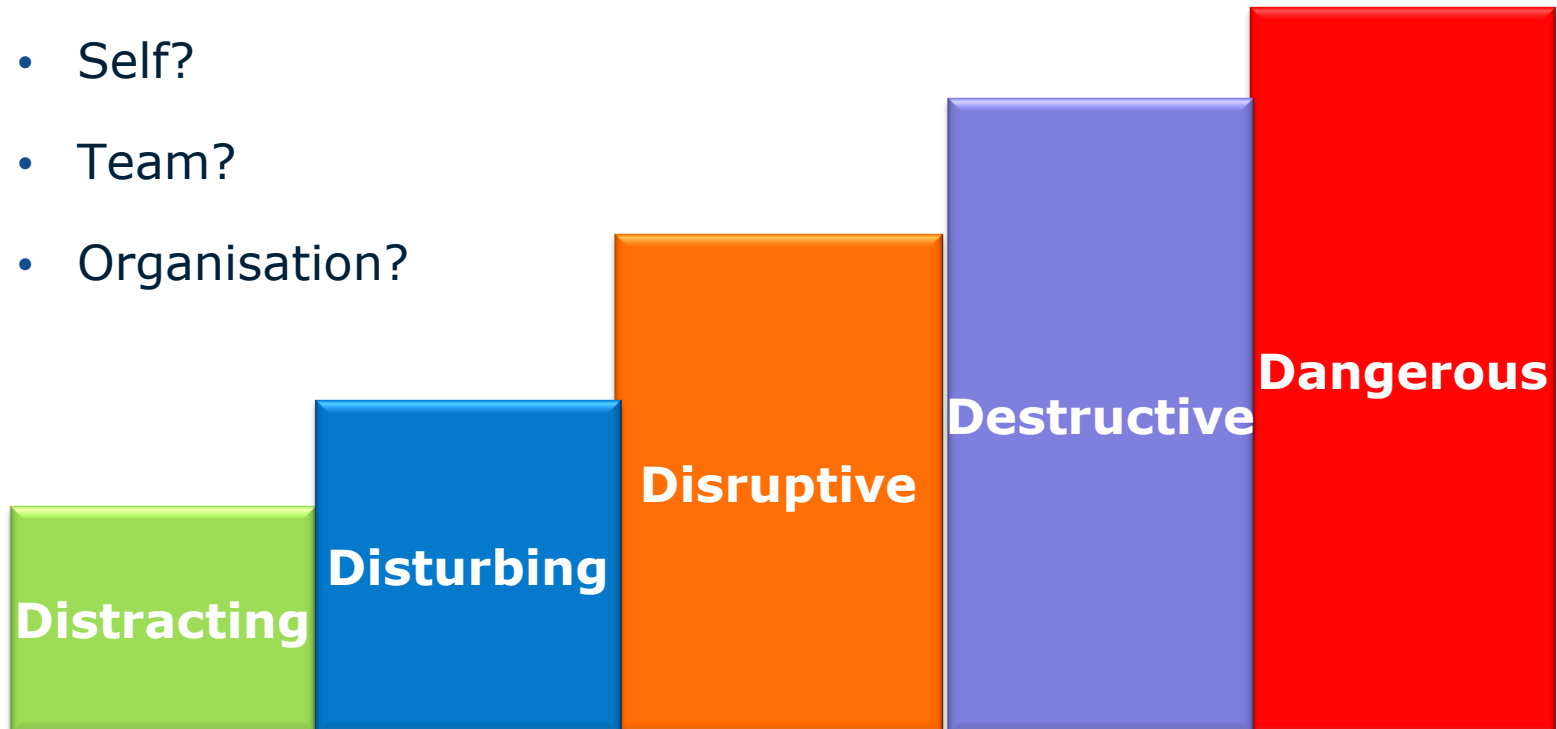 • Self?
• Team?
• Organisation?
Distracting
Disturbing
Disruptive
Destructive
Dangerous